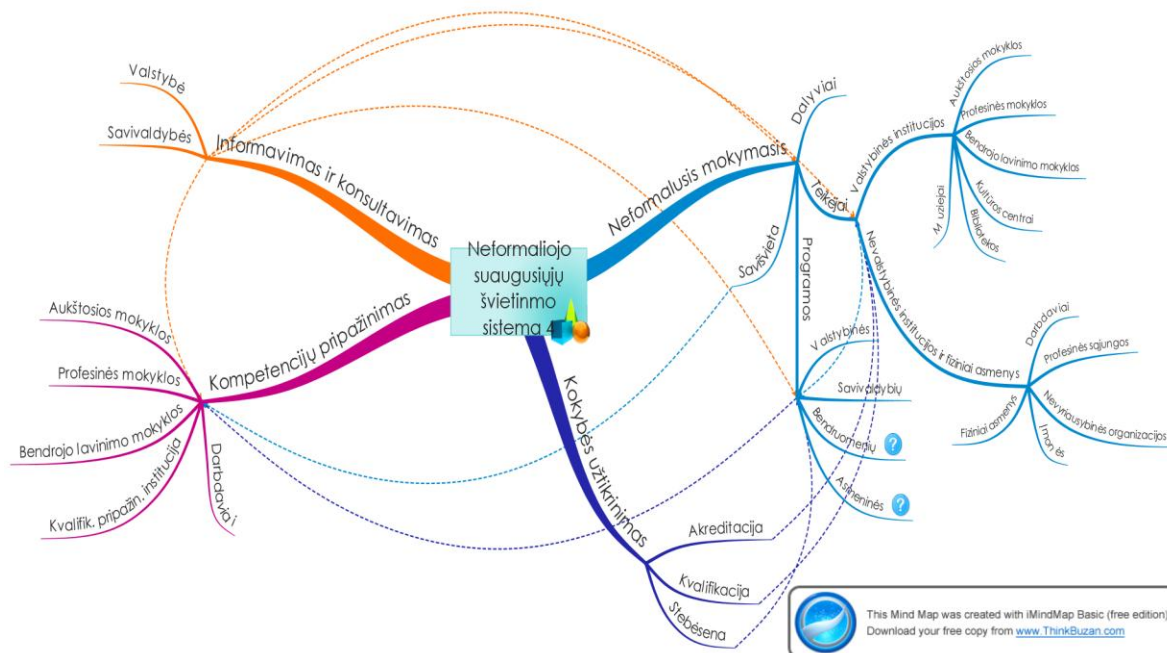 Neformaliojo
suaugusiųjų
švietinmo
sistema 4
Informavimas ir konsultavimas
Valstybė
Savivaldybės
Neformalusis mokymasis
Dalyviai
Teikėjai
Valstybinės institucijos
Aukštosios mokyklos
Profesinės mokyklos
Bendrojo lavinimo mokyklos
Kultūros centrai
Bibliotekos
Muziejai
Nevalstybinės institucijos ir fiziniai asmenys
Darbdaviai
Profesinės sąjungos
Nevyriausybinės organizacijos
Įmonės
Fiziniai asmenys
Programos
Valstybinės
Savivaldybių
Bendruomenių ?
Asmeninės ?
Savišvieta
Kokybės užtikrinimas
Akreditacija
Kvalifikacija
Stebėsena
Kompetencijų pripažinimas
Aukštosios mokyklos
Profesinės mokyklos
Bendrojo lavinimo mokyklos
Kvalifik. pripažin. institucija
Darbdaviai
This Mind Map was created with iMindMap Basic (free edition)
Download your free copy from www.ThinkBuzan.com